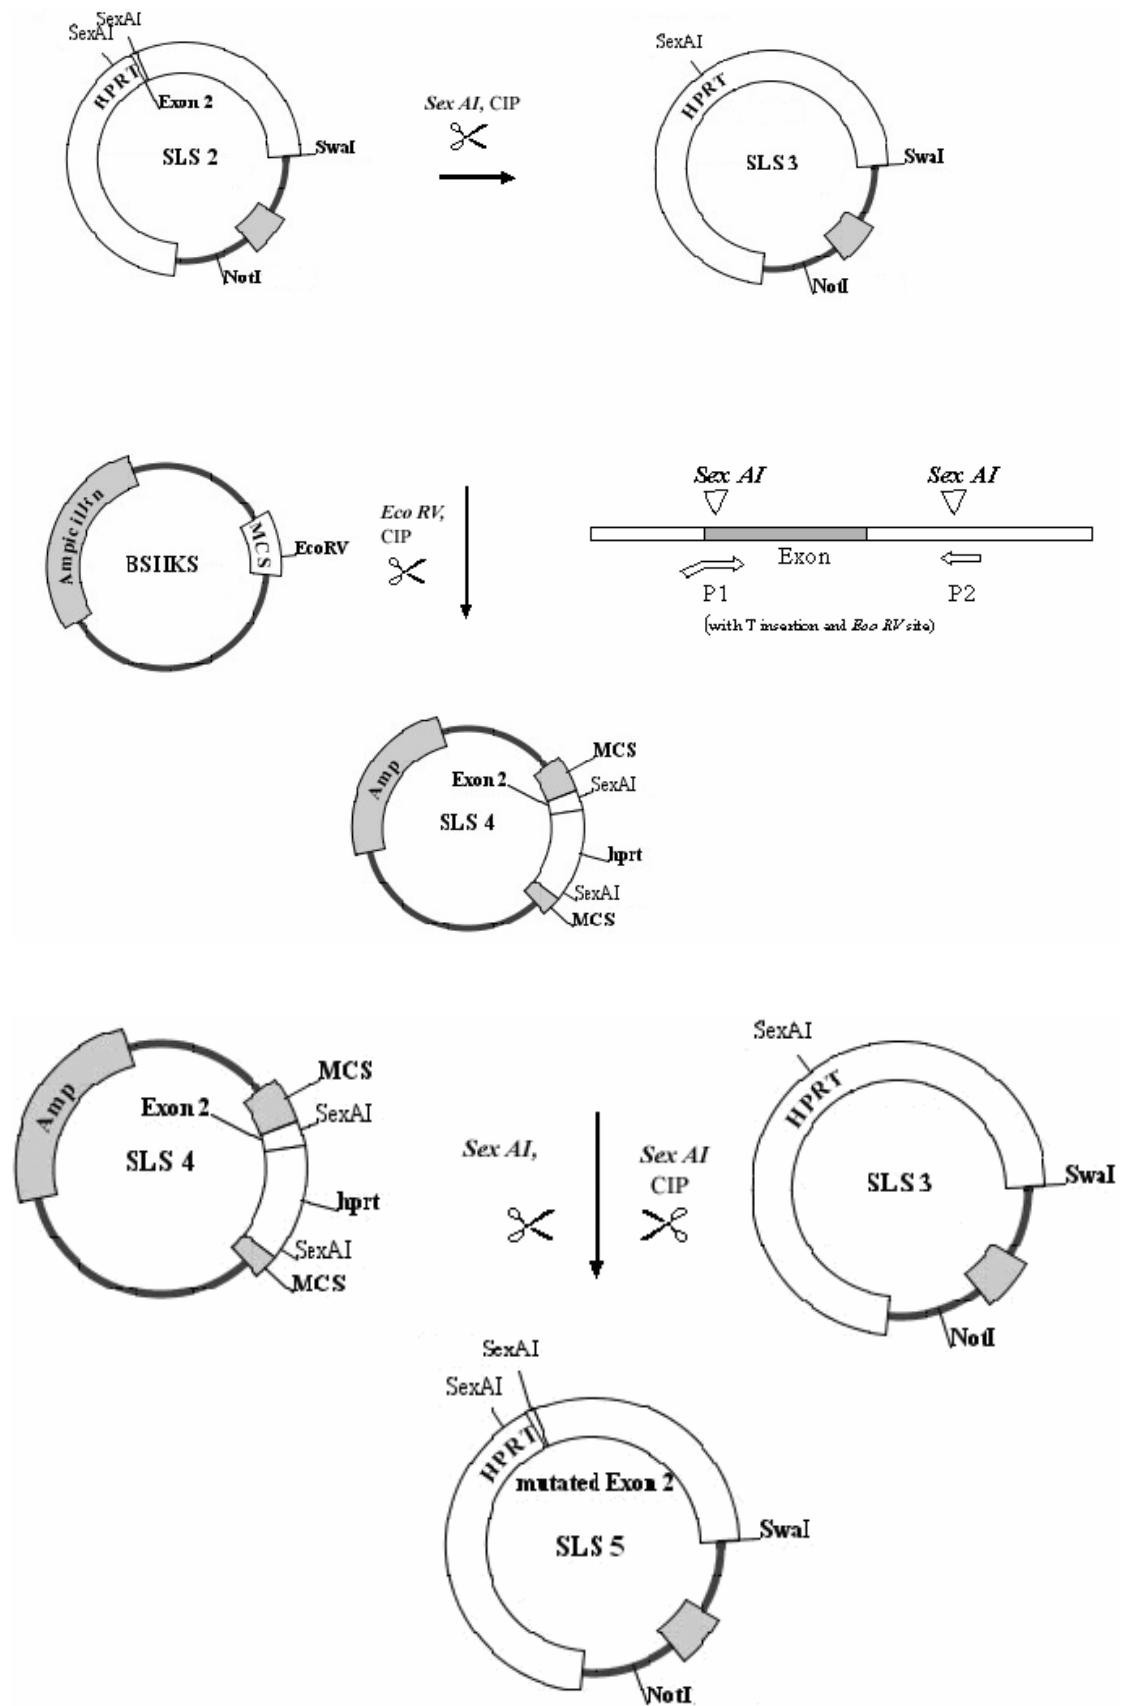 SexAI
SexAI
HPRT
Exon 2
SLS 2
SwaI
NotI
Sex AI, CIP
SexAI
HPRT
SLS 3
SwaI
NotI
Ampicillin
BSIIKS
MCS
EcoRV
Eco RV,
CIP
Sex AI
Sex AI
Exon
P1
P2
(with T insertion and Eco RV site)
Amp
Exon 2
SLS 4
MCS
SexAI
hprt
SexAI
MCS
Amp
Exon 2
SLS 4
MCS
SexAI
hprt
SexAI
MCS
Sex AI,
Sex AI
CIP
SexAI
HPRT
SLS 3
SwaI
NotI
SexAI
SexAI
HPRT
mutated Exon 2
SLS 5
SwaI
NotI